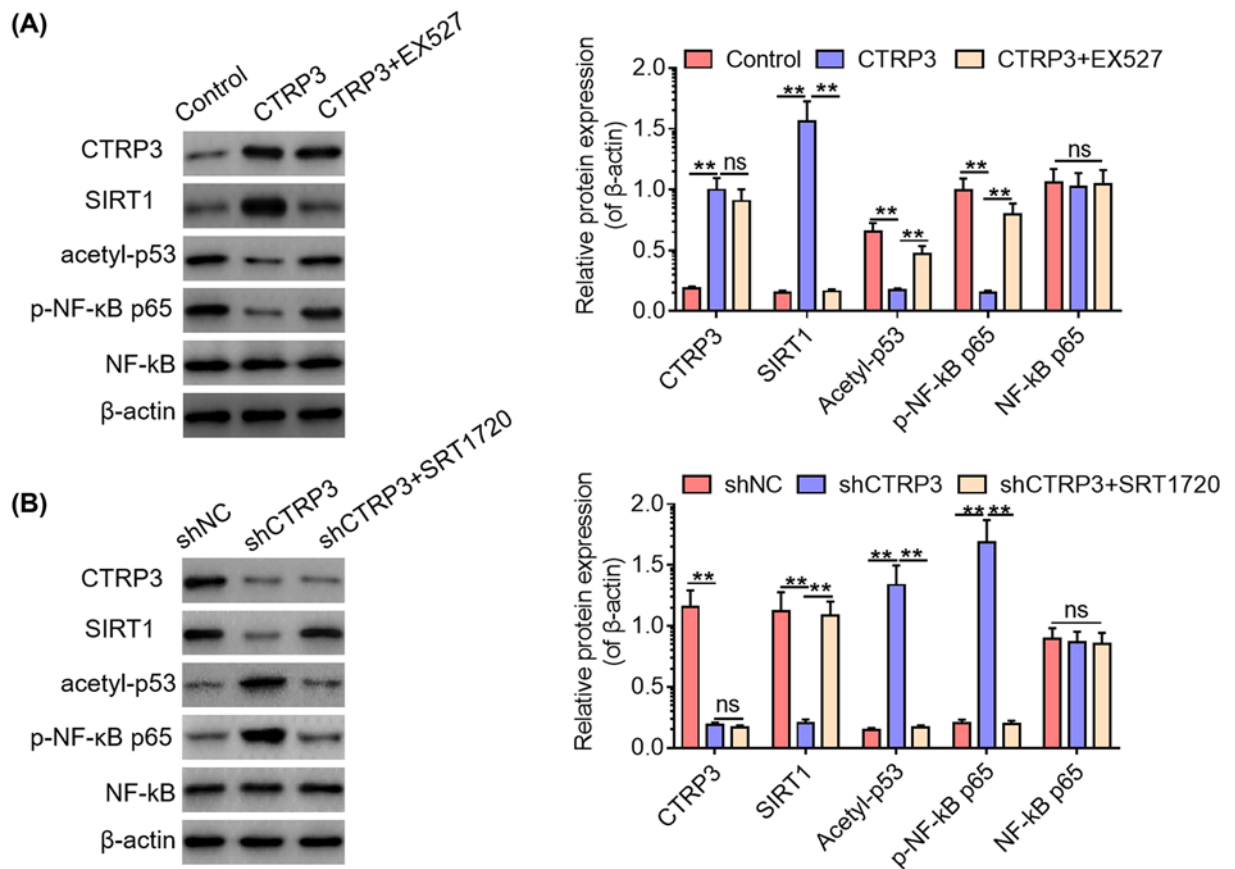 (A)
Control
CTRP3
CTRP3+EX527
CTRP3
SIRT1
acetyl-p53
p-NF-κB p65
NF-kB
β-actin
Control CTRP3 CTRP3+EX527
Relative protein expression
(of β-actin)
2.0
1.5
1.0
0.5
0.0
** ns
** **
**
**
**
**
ns
CTRP3
SIRT1
Acetyl-p53
p-NF-kB p65
NF-kB p65
(B)
shNC
shCTRP3
shCTRP3+SRT1720
CTRP3
SIRT1
acetyl-p53
p-NF-κB p65
NF-kB
β-actin
shNC shCTRP3 shCTRP3+SRT1720
Relative protein expression
(of β-actin)
2.0
1.5
1.0
0.5
0.0
**
ns
** **
** **
** **
ns
CTRP3
SIRT1
Acetyl-p53
p-NF-kB p65
NF-kB p65